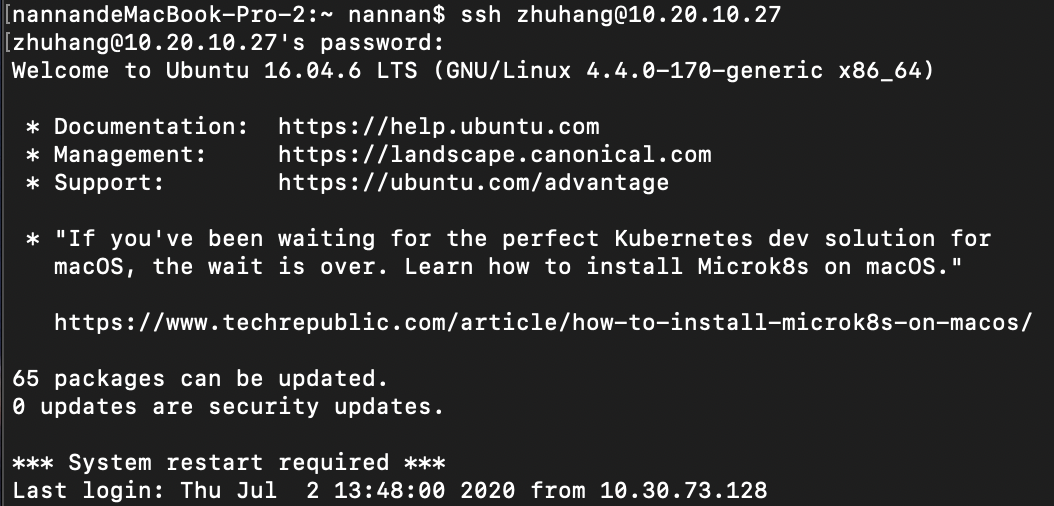 [nannandeMacBook-Pro-2:~ nannan$ ssh zhuhang@10.20.10.27
[zhuhang@10.20.10.27's password:
Welcome to Ubuntu 16.04.6 LTS (GNU/Linux 4.4.0-170-generic x86_64)
* Documentation:  https://help.ubuntu.com
* Management:     https://landscape.canonical.com
* Support:        https://ubuntu.com/advantage
* "If you've been waiting for the perfect Kubernetes dev solution for
macOS, the wait is over. Learn how to install Microk8s on macOS."
https://www.techrepublic.com/article/how-to-install-microk8s-on-macos/
65 packages can be updated.
0 updates are security updates.
*** System restart required ***
Last login: Thu Jul  2 13:48:00 2020 from 10.30.73.128